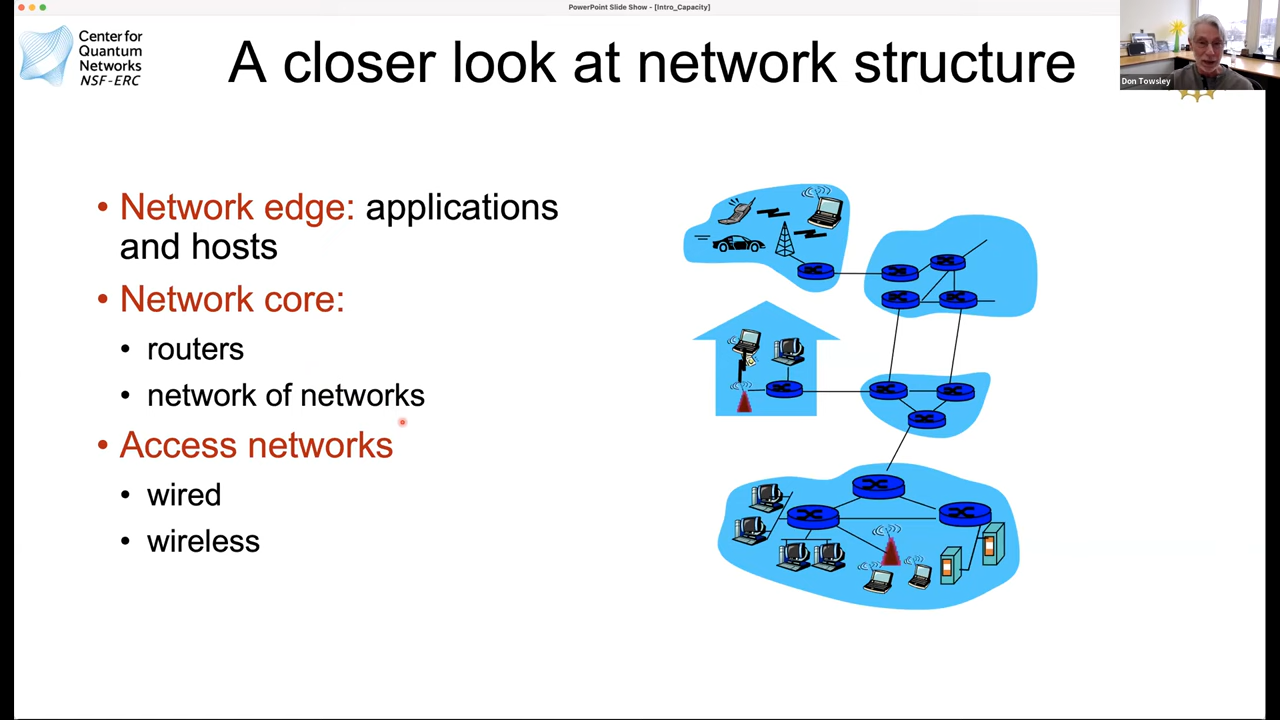 PowerPoint Slide Show - [Intro_Capacity]
Center for
Quantum
Networks
NSF-ERC
A closer look at network structure
Don Towsley
• Network edge: applications
and hosts
• Network core:
• routers
• network of networks
• Access networks
• wired
• wireless